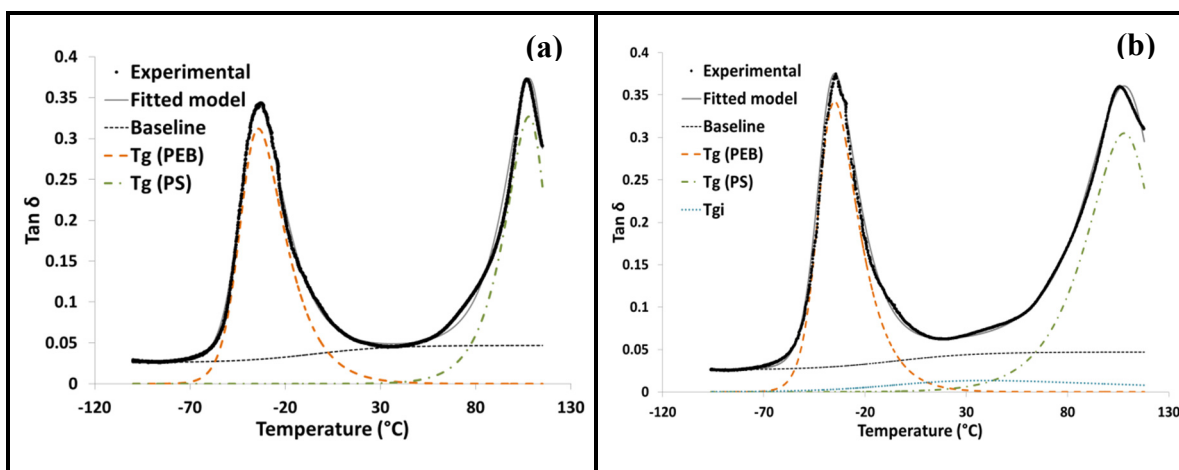 (a)
0.4
0.35
0.3
0.25
0.2
0.15
0.1
0.05
0
Tan δ
Experimental
Fitted model
Baseline
Tg (PEB)
Tg (PS)
-120 -70 -20 30 80 130
Temperature (°C)
(b)
0.4
0.35
0.3
0.25
0.2
0.15
0.1
0.05
0
Tan δ
Experimental
Fitted model
Baseline
Tg (PEB)
Tg (PS)
Tgi
-120 -70 -20 30 80 130
Temperature (°C)